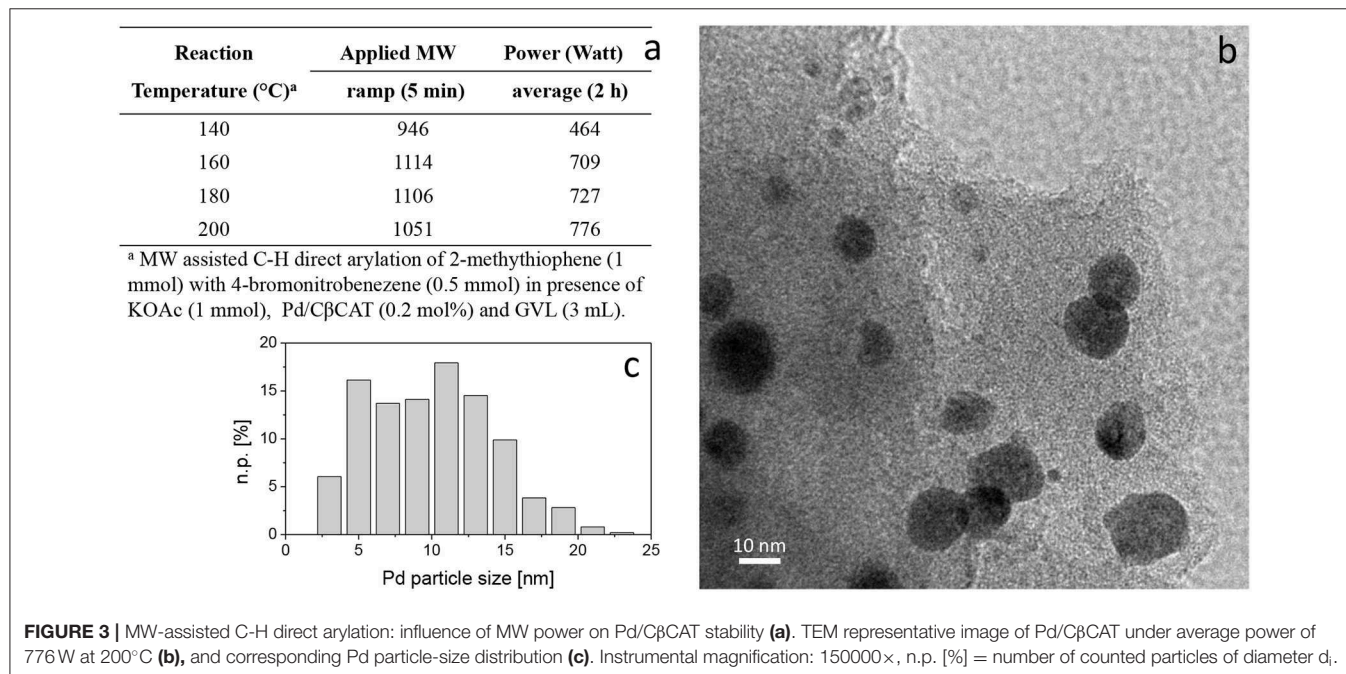 Reaction Applied MW Power (Watt) a
Temperature (°C)ᵃ ramp (5 min) average (2 h)
140 946 464
160 1114 709
180 1106 727
200 1051 776
ᵃ MW assisted C-H direct arylation of 2-methythiophene (1
mmol) with 4-bromonitrobenezene (0.5 mmol) in presence of
KOAc (1 mmol), Pd/CβCAT (0.2 mol%) and GVL (3 mL).
c
n.p. [%]
20
15
10
5
0
0 5 10 15 20 25
Pd particle size [nm]
b
10 nm
FIGURE 3 | MW-assisted C-H direct arylation: influence of MW power on Pd/CβCAT stability (a). TEM representative image of Pd/CβCAT under average power of
776 W at 200°C (b), and corresponding Pd particle-size distribution (c). Instrumental magnification: 150000×, n.p. [%] = number of counted particles of diameter dᵢ.